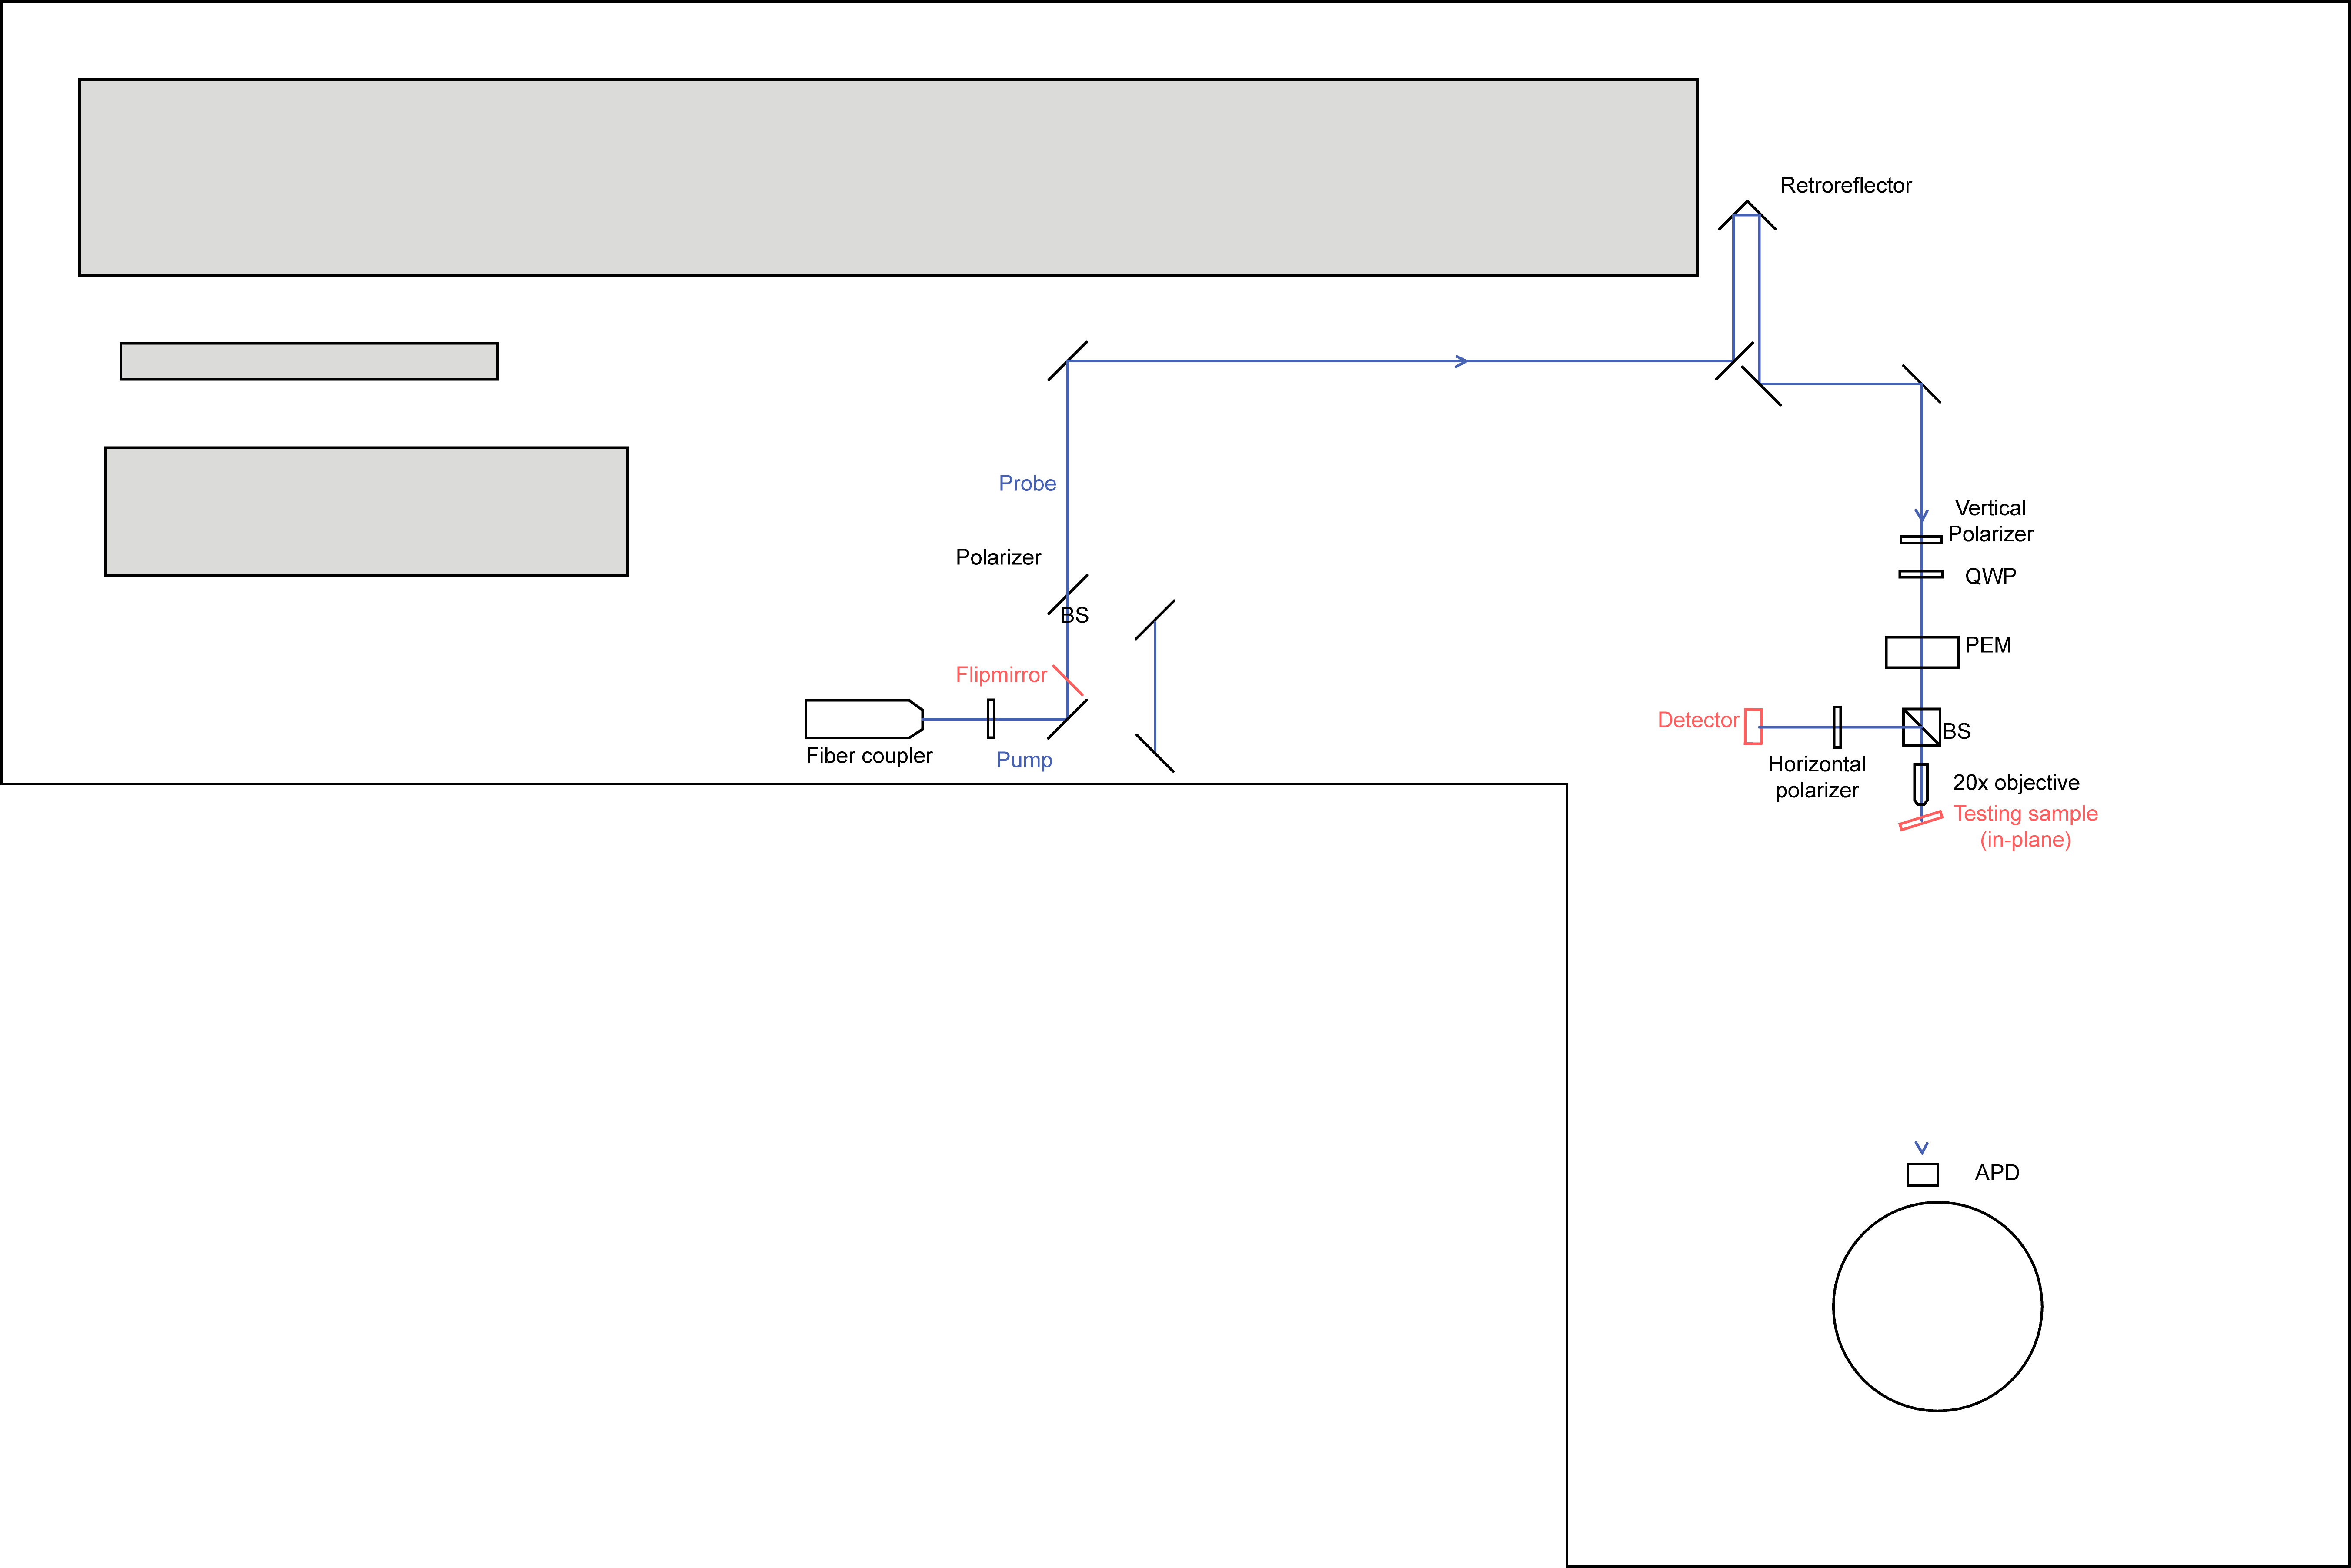 Retroreflector
Probe
Vertical
Polarizer
Polarizer
QWP
BS
PEM
Flipmirror
Detector
BS
Fiber coupler
Pump
Horizontal
polarizer
20x objective
Testing sample
(in-plane)
APD